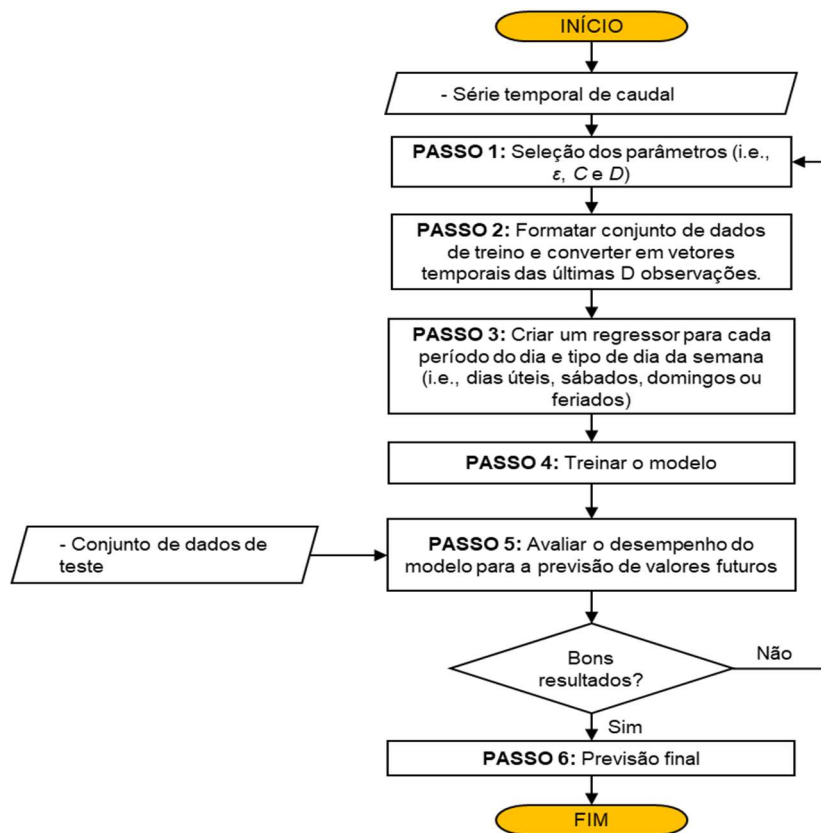 INÍCIO
- Série temporal de caudal
PASSO 1: Seleção dos parâmetros (i.e.,
ε, C e D)
PASSO 2: Formatar conjunto de dados
de treino e converter em vetores
temporais das últimas D observações.
PASSO 3: Criar um regressor para cada
período do dia e tipo de dia da semana
(i.e., dias úteis, sábados, domingos ou
feriados)
PASSO 4: Treinar o modelo
- Conjunto de dados de
teste
PASSO 5: Avaliar o desempenho do
modelo para a previsão de valores futuros
Bons
resultados?
Não
Sim
PASSO 6: Previsão final
FIM